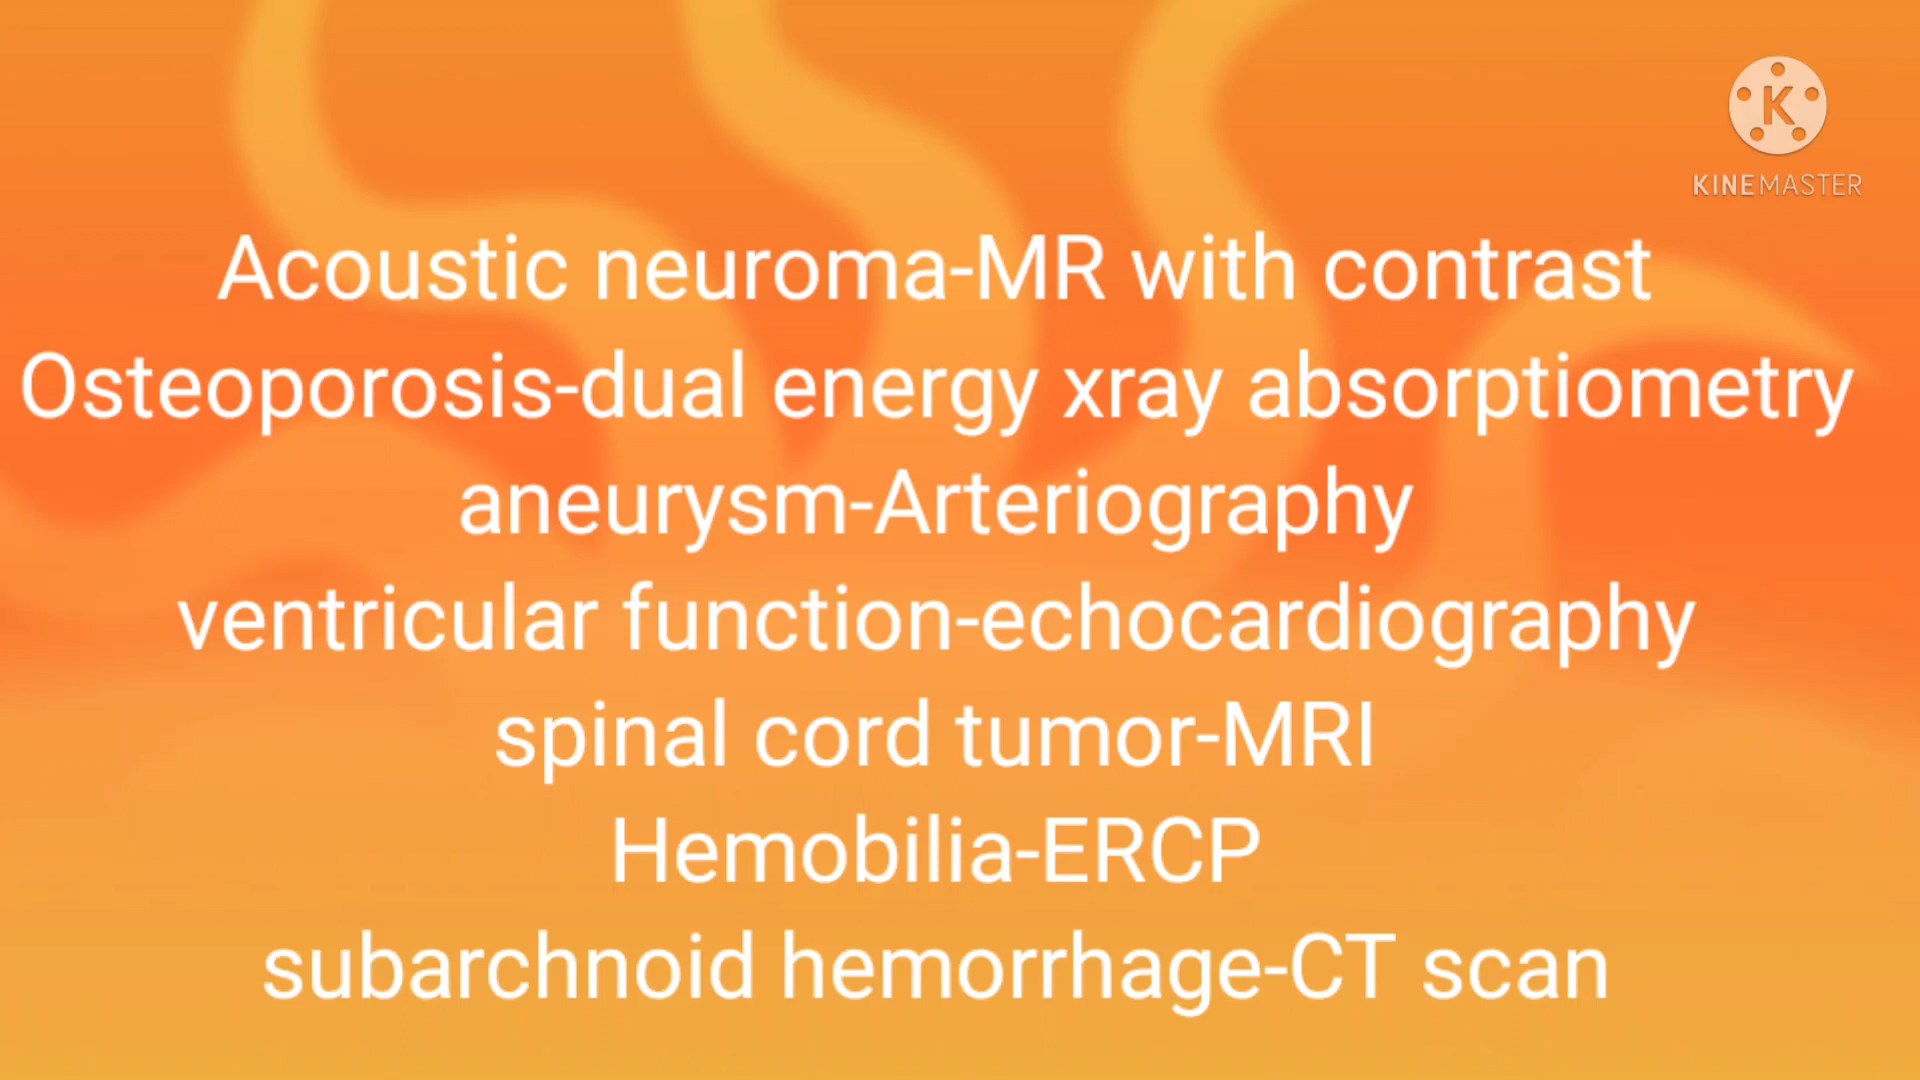 K
KINEMASTER
Acoustic neuroma-MR with contrast
Osteoporosis-dual energy xray absorptiometry
aneurysm-Arteriography
ventricular function-echocardiography
spinal cord tumor-MRI
Hemobilia-ERCP
subarchnoid hemorrhage-CT scan